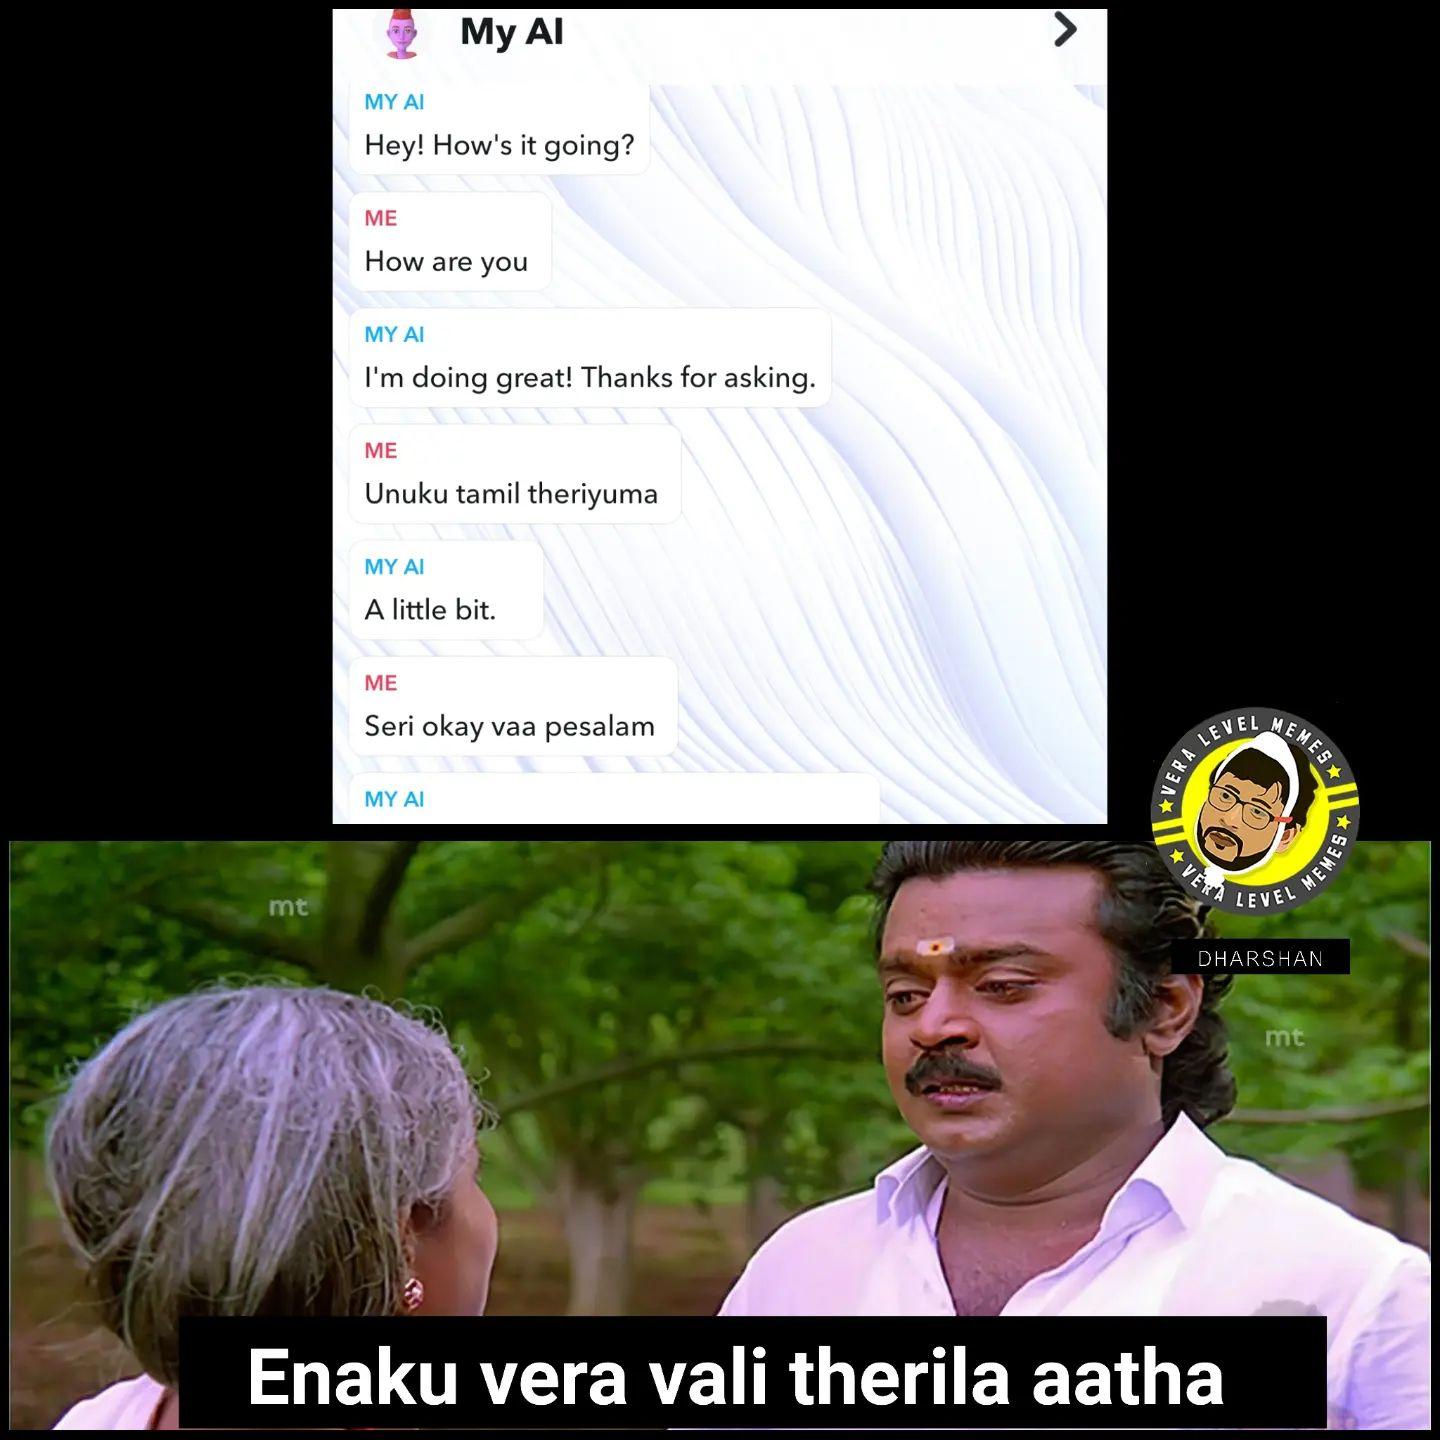 My AI
MY AI
Hey! How's it going?
ME
How are you
MY AI
I'm doing great! Thanks for asking.
ME
Unuku tamil theriyuma
MY AI
A little bit.
ME
Seri okay vaa pesalam
MY AI
VERA LEVEL MEMES
VERA LEVEL MEMES
DHARSHAN
mt
mt
Enaku vera vali therila aatha